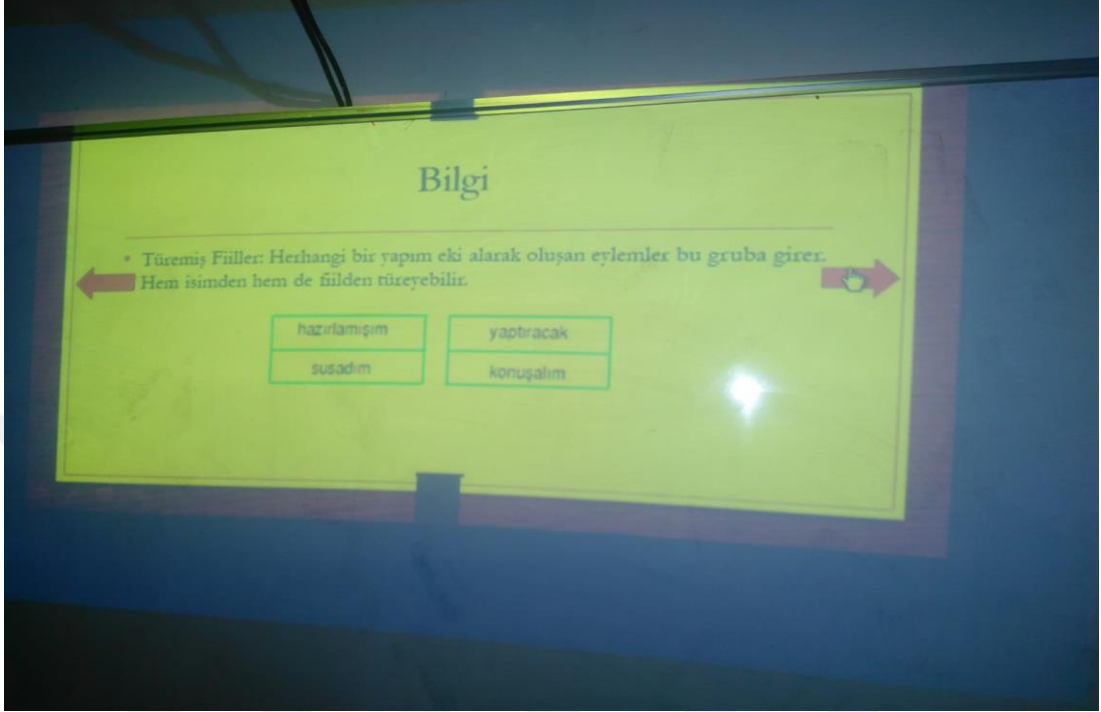 Bilgi
• Türemiş Fiiller: Herhangi bir yapım eki alarak oluşan eylemler bu gruba girer.
Hem isimden hem de fiilden türeyebilir.
hazırlamışım
yaptıracak
susadım
konuşalım